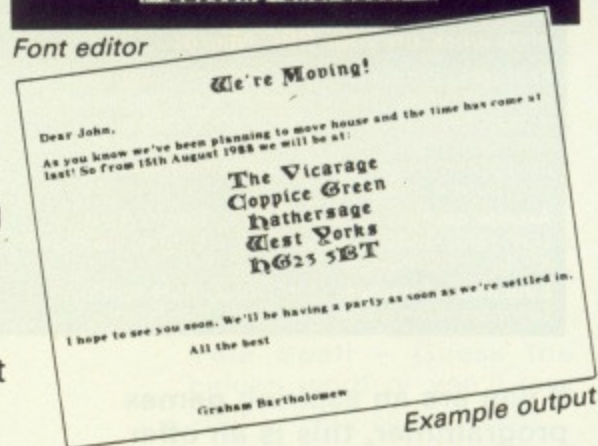 Font editor
We're Moving!
Dear John,
As you know we've been planning to move house and the time has come at
last! So from 15th August 1988 we will be at:
The Vicarage
Coppice Green
Hathersage
West Yorks
HG23 5BT
I hope to see you soon. We'll be having a party as soon as we're settled in.
All the best
Graham Bartholomew
Example output